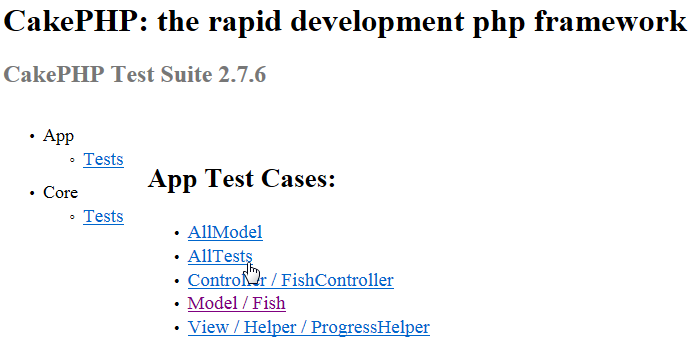 CakePHP: the rapid development php framework
CakePHP Test Suite 2.7.6
App
Tests
Core
Tests
App Test Cases:
AllModel
AllTests
Controller / FishController
Model / Fish
View / Helper / ProgressHelper